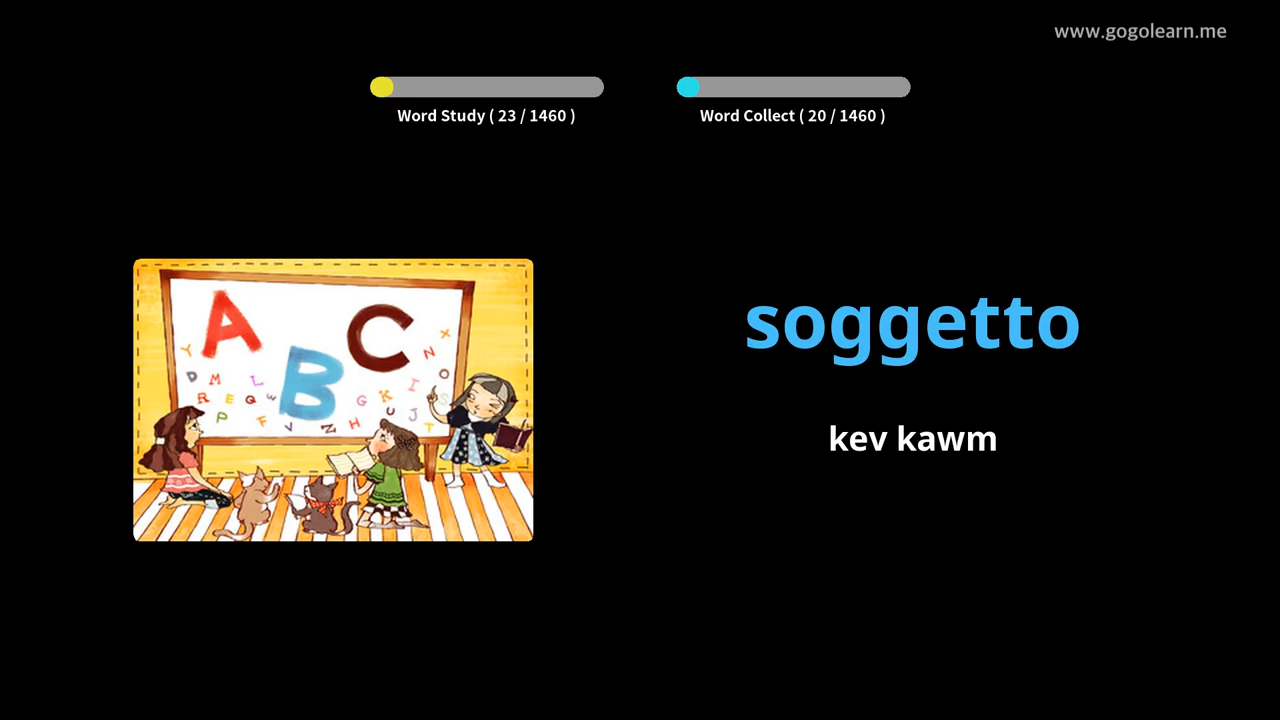 www.gogolearn.me
Word Study ( 23 / 1460 )
Word Collect ( 20 / 1460 )
A
B
C
X
Y
N
D M L O
R E Q W G K I S
P F V Z H U J T
soggetto
kev kawm